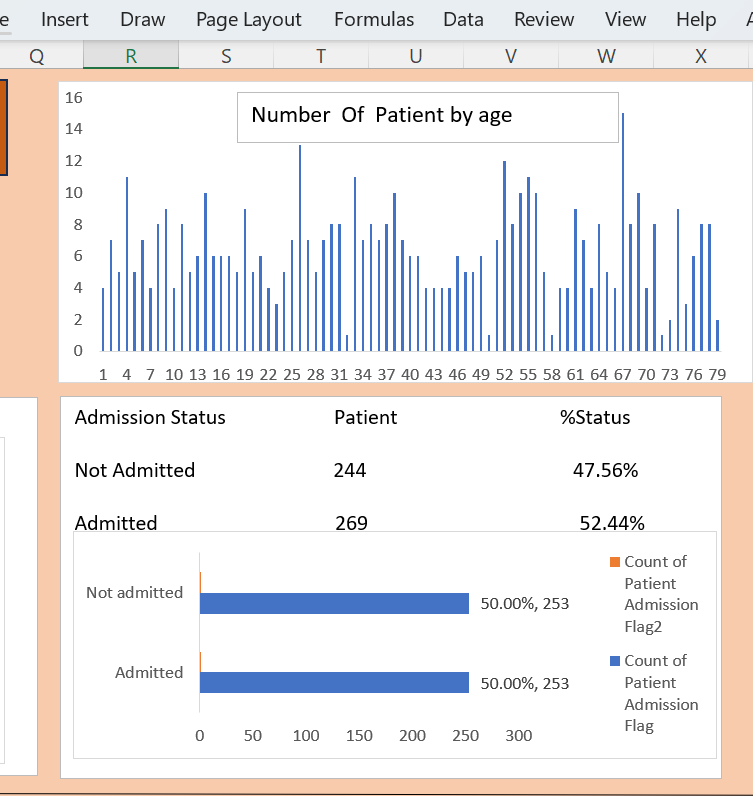 e Insert Draw Page Layout Formulas Data Review View Help
Q R S T U V W X
Number Of Patient by age
16
14
12
10
8
6
4
2
0
1 4 7 10 13 16 19 22 25 28 31 34 37 40 43 46 49 52 55 58 61 64 67 70 73 76 79
Admission Status Patient %Status
Not Admitted 244 47.56%
Admitted 269 52.44%
Not admitted
50.00%, 253
Admitted
50.00%, 253
0 50 100 150 200 250 300
Count of
Patient
Admission
Flag2
Count of
Patient
Admission
Flag